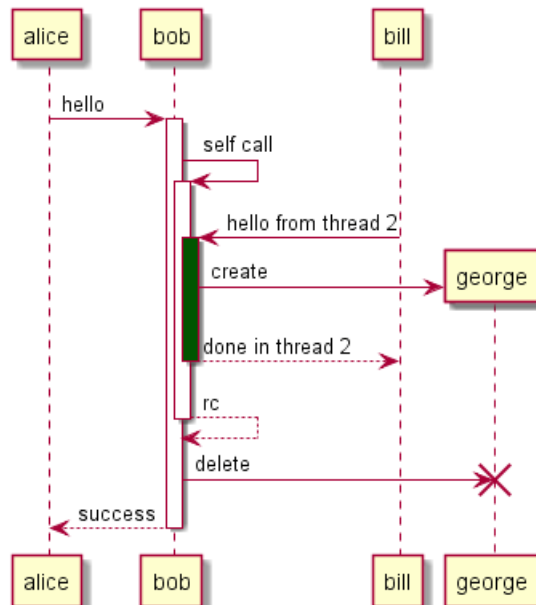 alice
bob
bill
hello
self call
hello from thread 2
create
george
done in thread 2
rc
delete
success
alice
bob
bill
george